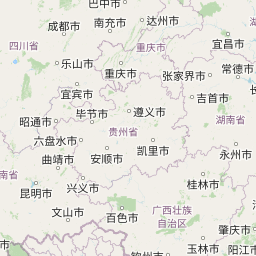 巴中市
成都市
南充市
达州市
宜昌市
四川省
重庆市
常德市
乐山市
重庆市
张家界市
宜宾市
吉首市
昭通市
毕节市
遵义市
湖南省
贵州省
六盘水市
凯里市
永州市
曲靖市
安顺市
南省
兴义市
桂林市
昆明市
文山市
百色市
广西壮族
自治区
肇庆市
玉林市
阳江市
钦州市